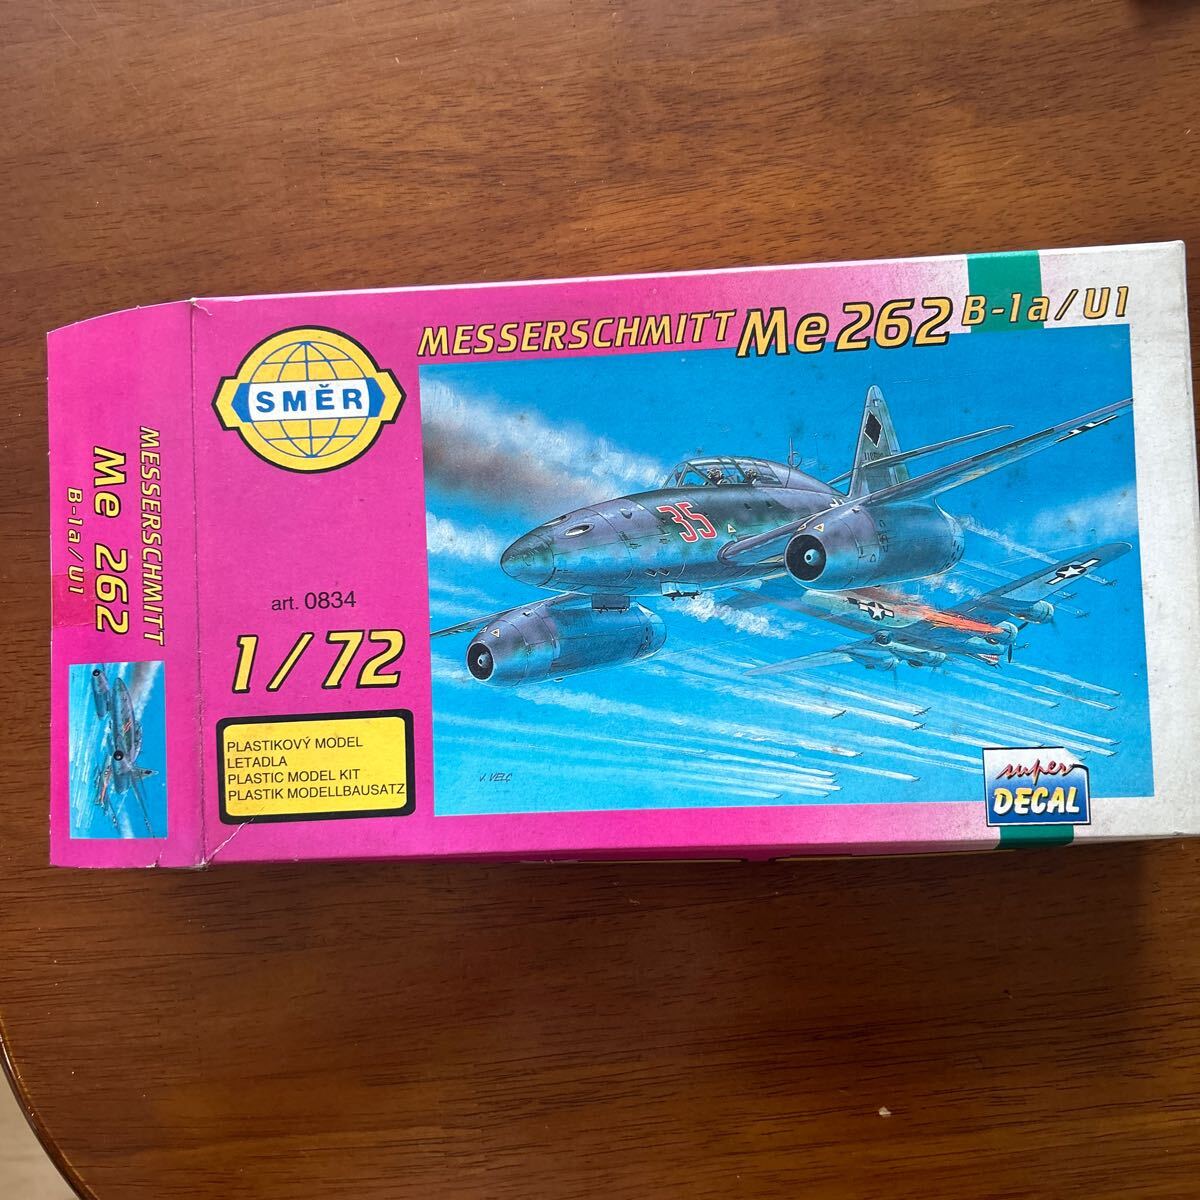 MESSERSCHMITT Me 262 B-1a/U1
SMĚR
art. 0834
1/72
PLASTIKOVÝ MODEL
LETADLA
PLASTIC MODEL KIT
PLASTIK MODELLBAUSATZ
35
super
DECAL
MESSERSCHMITT
Me 262
B-1a/U1